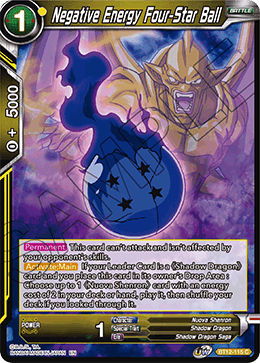 1
Negative Energy Four-Star Ball
BATTLE
+ 5000
Permanent This card can't attack and isn't affected by
your opponent's skills.
Activate:Main If your Leader Card is a 《Shadow Dragon》
card and you place this card in its owner's Drop Area :
Choose up to 1 《Nuova Shenron》 card with an energy
cost of 2 in your deck or hand, play it, then shuffle your
deck if you looked through it.
POWER
1
Character Nuova Shenron
Special Trait Shadow Dragon
Era Shadow Dragon Saga
BT12-115 C